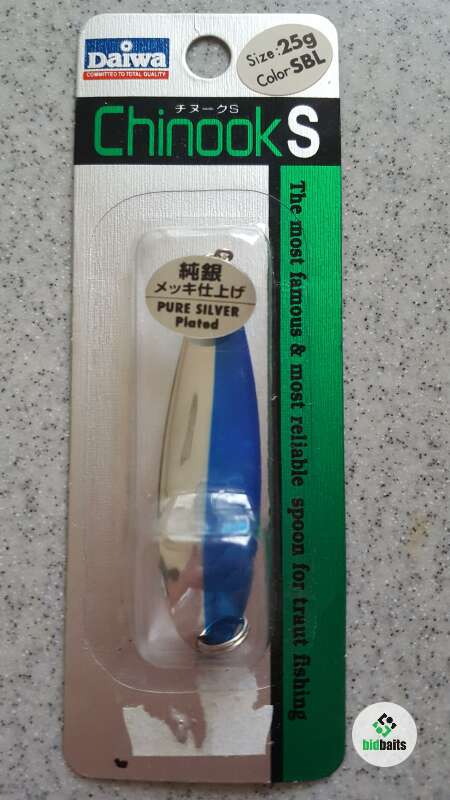 Daiwa
COMMITTED TO TOTAL QUALITY
Size:25g
Color:SBL
チヌークS
Chinook S
純銀
メッキ仕上げ
PURE SILVER
Plated
The most famous & most reliable spoon for traut fishing
bidbaits